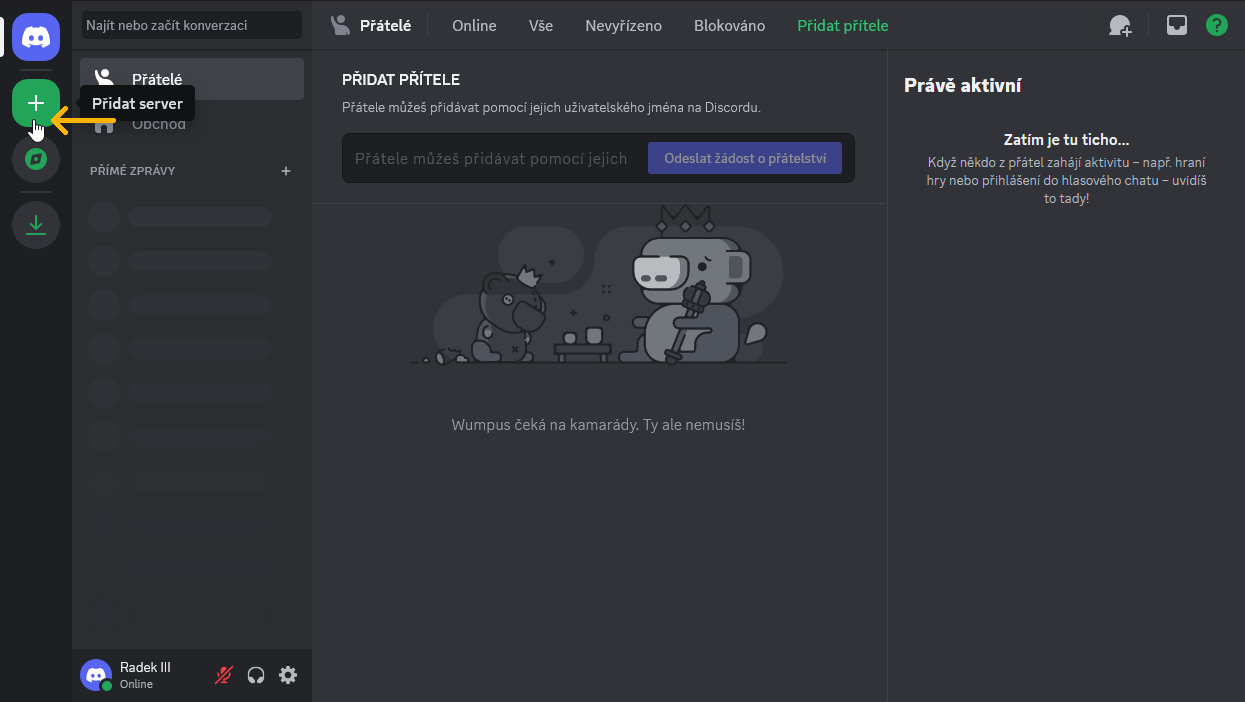 Najít nebo začít konverzaci
Přátelé
Online
Vše
Nevyřízeno
Blokováno
Přidat přítele
Přátelé
Přidat server
Obchod
PŘÍMÉ ZPRÁVY
PŘIDAT PŘÍTELE
Přátele můžeš přidávat pomocí jejich uživatelského jména na Discordu.
Přátele můžeš přidávat pomocí jejich
Odeslat žádost o přátelství
Wumpus čeká na kamarády. Ty ale nemusíš!
Právě aktivní
Zatím je tu ticho...
Když někdo z přátel zahájí aktivitu – např. hraní
hry nebo přihlášení do hlasového chatu – uvidíš
to tady!
Radek III
Online